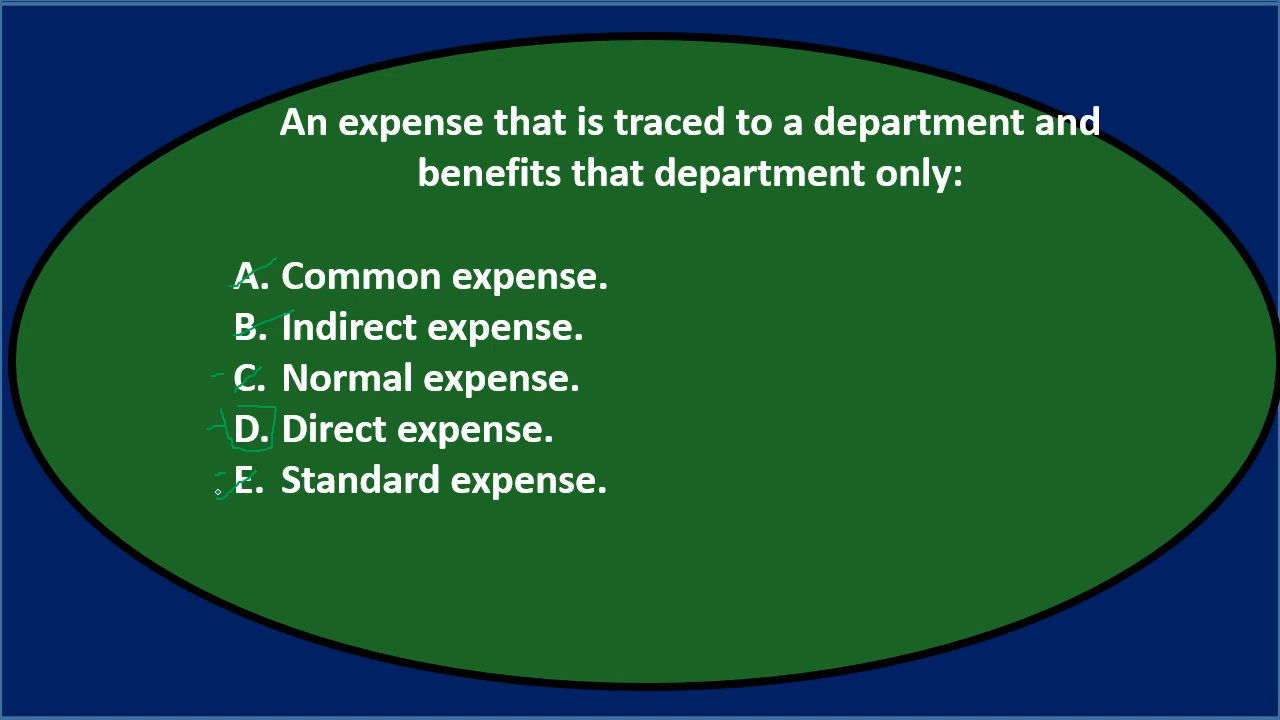 An expense that is traced to a department and
benefits that department only:
A. Common expense.
B. Indirect expense.
C. Normal expense.
D. Direct expense.
E. Standard expense.